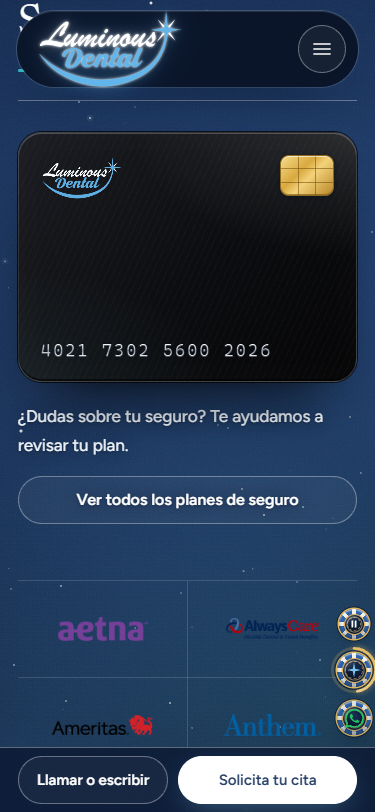 S
Luminous
Dental
Luminous
Dental
4021 7302 5600 2026
¿Dudas sobre tu seguro? Te ayudamos a
revisar tu plan.
Ver todos los planes de seguro
aetna
AlwaysCare
Ameritas
Anthem
Llamar o escribir
Solicita tu cita